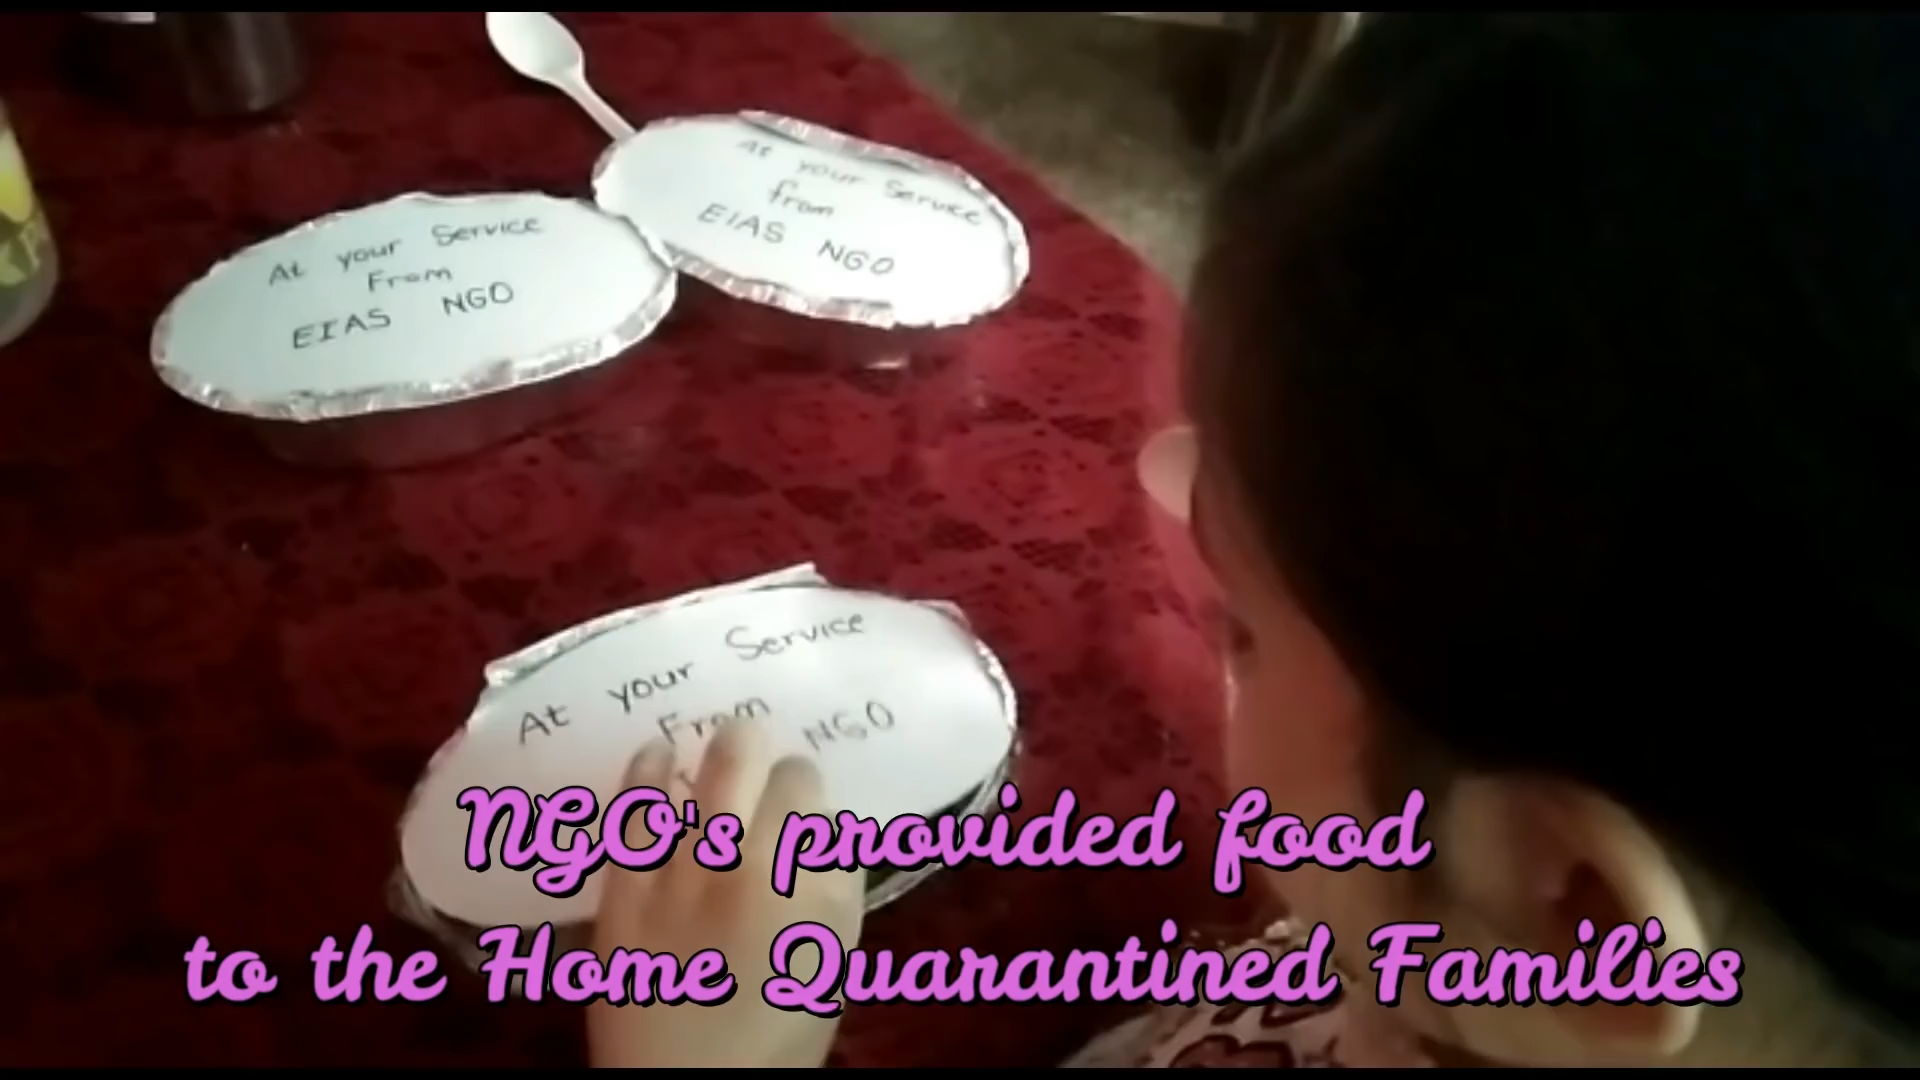 At your Service
From
EIAS NGO
At your Service
from
EIAS NGO
At your Service
From
NGO
NGO's provided food
to the Home Quarantined Families